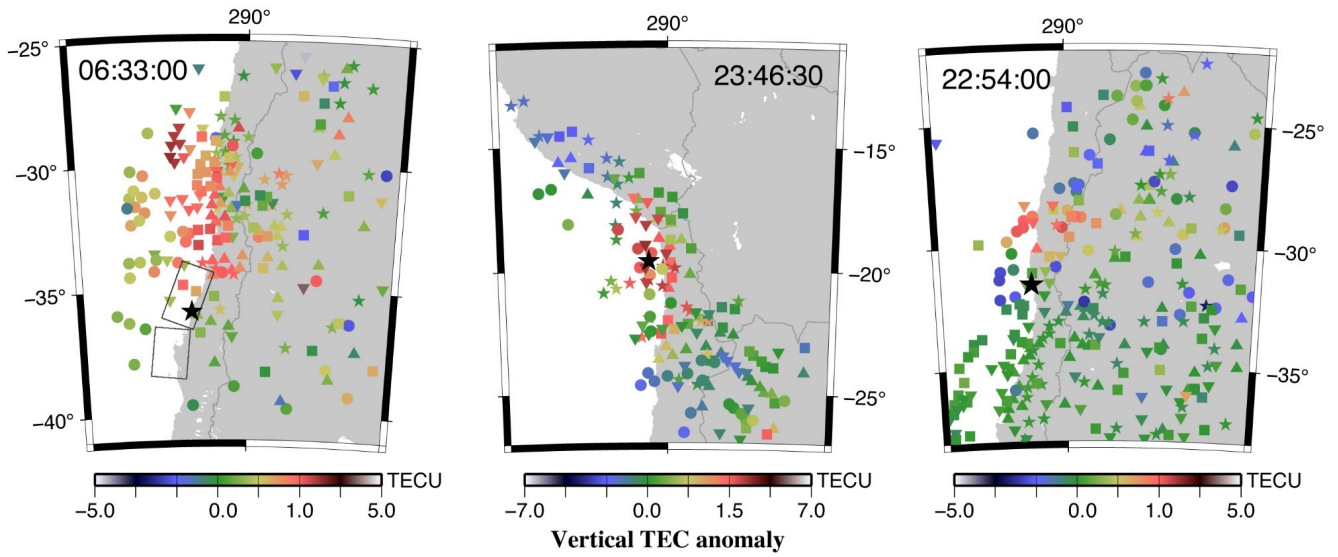 290° 290° 290°
06:33:00 23:46:30 22:54:00
−25° −30° −35° −40°
−15° −20° −25°
−25° −30° −35°
−5.0 0.0 1.0 5.0 TECU
−7.0 0.0 1.5 7.0 TECU
−5.0 0.0 1.0 5.0 TECU
Vertical TEC anomaly